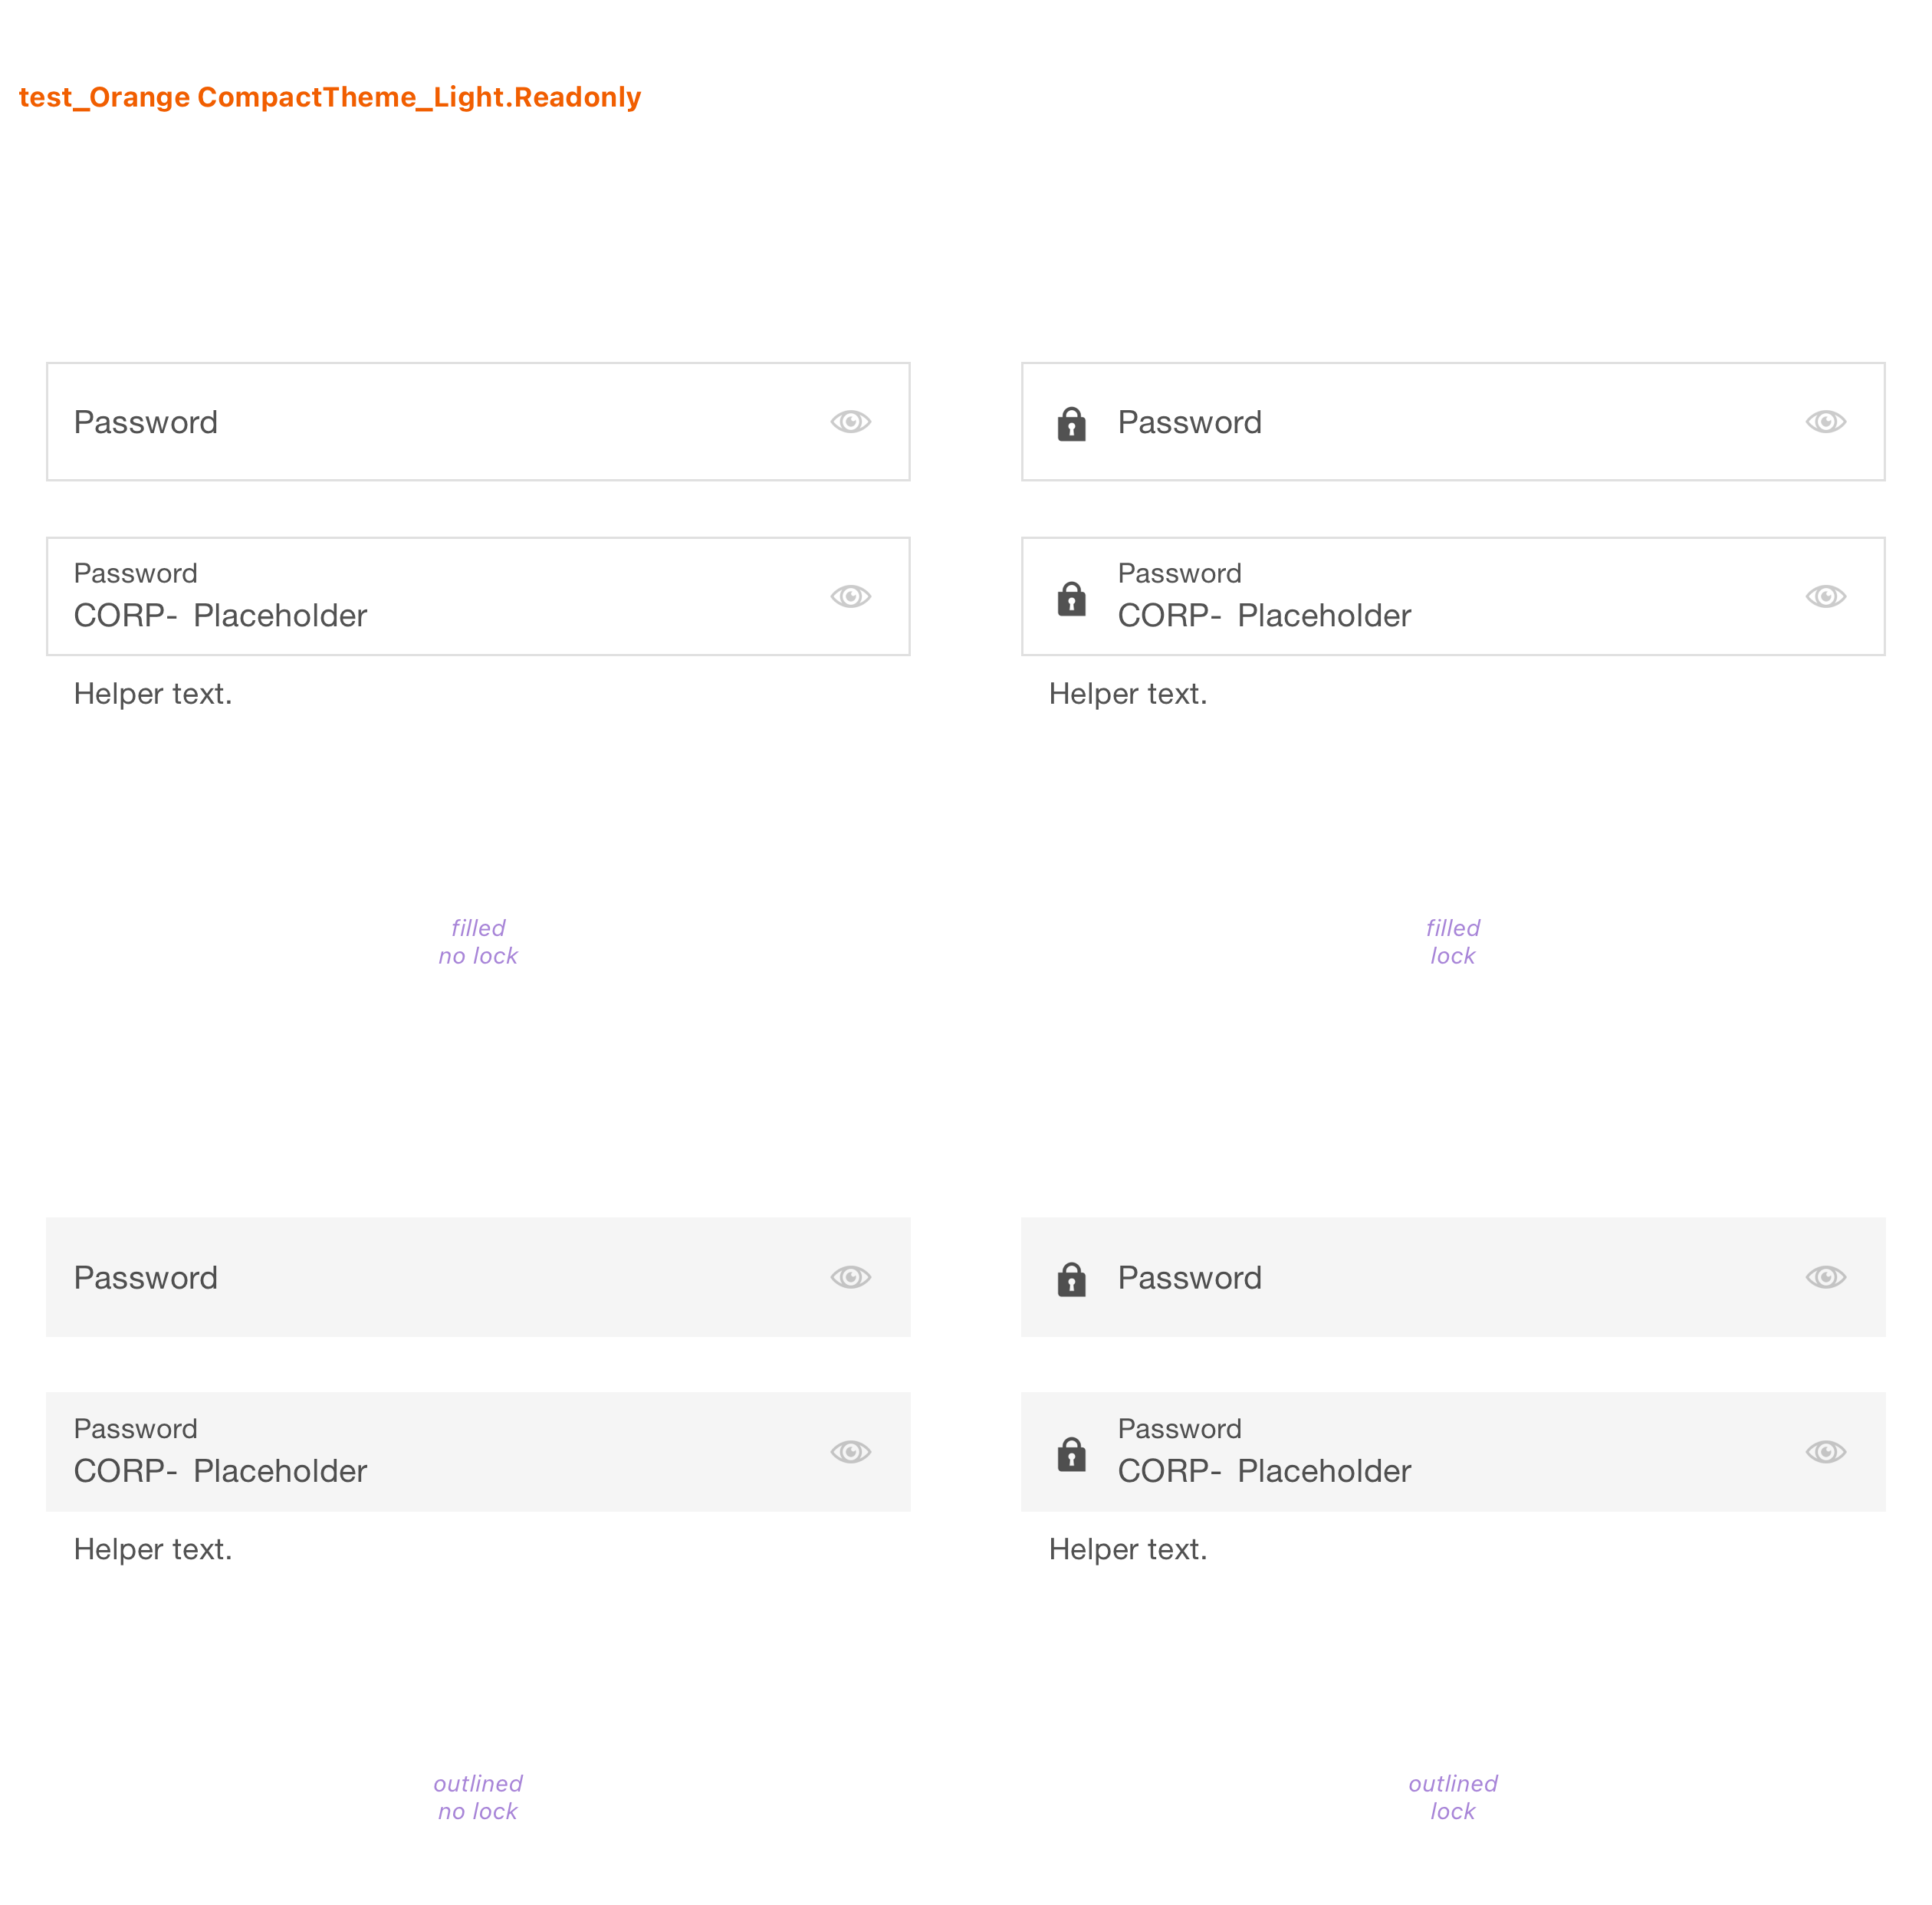 test_Orange CompactTheme_Light.Readonly
Password
Password
CORP- Placeholder
Helper text.
filled
no lock
Password
Password
CORP- Placeholder
Helper text.
filled
lock
Password
Password
CORP- Placeholder
Helper text.
outlined
no lock
Password
Password
CORP- Placeholder
Helper text.
outlined
lock